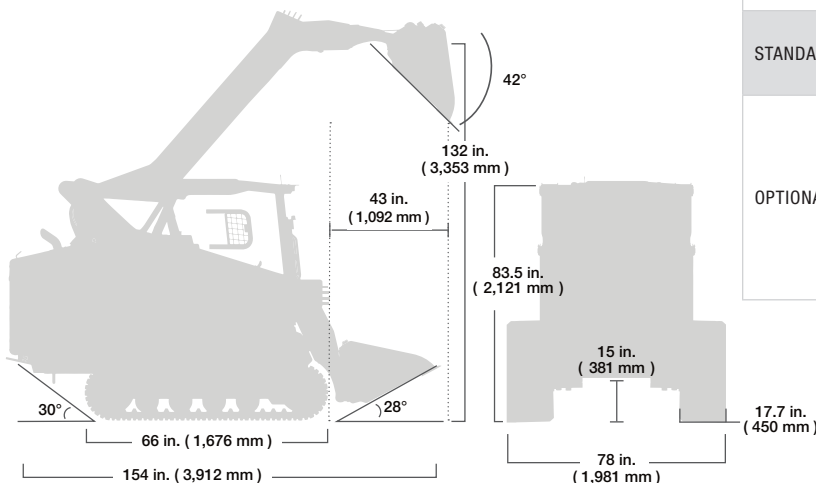 42°
132 in.
( 3,353 mm )
43 in.
( 1,092 mm )
30°
28°
66 in. ( 1,676 mm )
154 in. ( 3,912 mm )
83.5 in.
( 2,121 mm )
15 in.
( 381 mm )
17.7 in.
( 450 mm )
78 in.
( 1,981 mm )
STANDA
OPTIONA